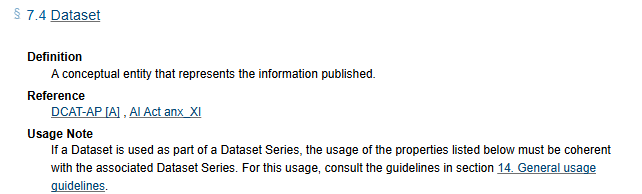 § 7.4 Dataset
Definition
A conceptual entity that represents the information published.
Reference
DCAT-AP [A] , AI Act anx_XI
Usage Note
If a Dataset is used as part of a Dataset Series, the usage of the properties listed below must be coherent
with the associated Dataset Series. For this usage, consult the guidelines in section 14. General usage
guidelines.